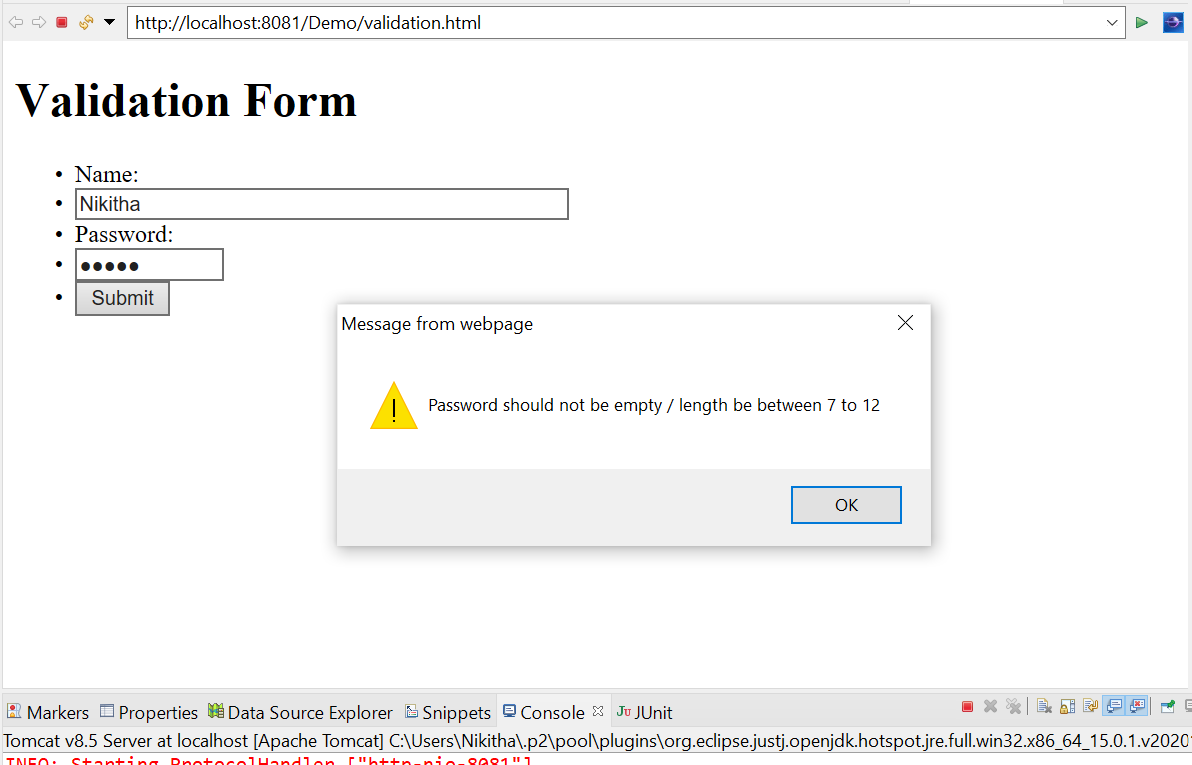 http://localhost:8081/Demo/validation.html
Validation Form
• Name:
• Nikitha
• Password:
• ●●●●●
• Submit
Message from webpage
Password should not be empty / length be between 7 to 12
OK
Markers Properties Data Source Explorer Snippets Console JUnit
Tomcat v8.5 Server at localhost [Apache Tomcat] C:\Users\Nikitha\.p2\pool\plugins\org.eclipse.justj.openjdk.hotspot.jre.full.win32.x86_64_15.0.1.v2020
INFO: Starting ProtocolHandler ["http-nio-8081"]